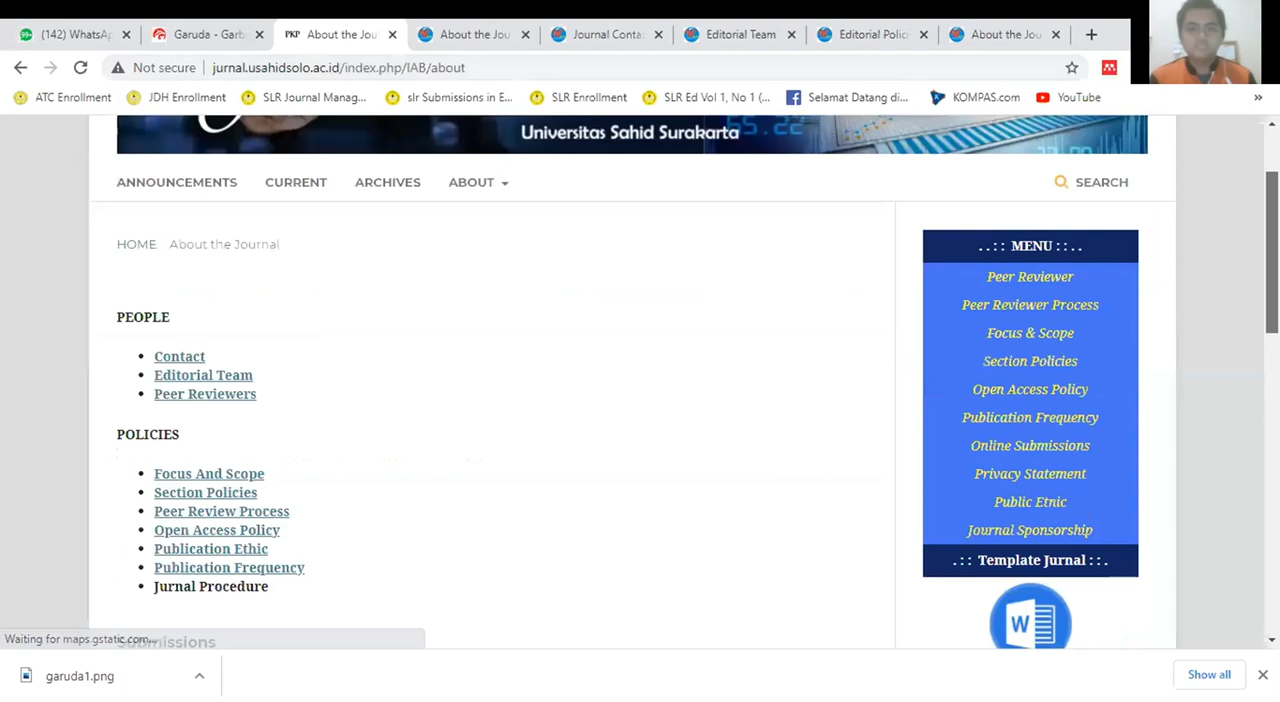 99+ (142) WhatsAp
Garuda - Garb
PKP About the Jou
About the Jou
Journal Conta
Editorial Team
Editorial Polic
About the Jou
Not secure jurnal.usahidsolo.ac.id/index.php/IAB/about
ATC Enrollment
JDH Enrollment
SLR Journal Manag...
slr Submissions in E...
SLR Enrollment
SLR Ed Vol 1, No 1 (...
Selamat Datang di...
KOMPAS.com
YouTube
»
Universitas Sahid Surakarta
65.22
ANNOUNCEMENTS CURRENT ARCHIVES ABOUT SEARCH
HOME About the Journal
PEOPLE
• Contact
• Editorial Team
• Peer Reviewers
POLICIES
• Focus And Scope
• Section Policies
• Peer Review Process
• Open Access Policy
• Publication Ethic
• Publication Frequency
• Jurnal Procedure
Submissions
..:: MENU ::..
Peer Reviewer
Peer Reviewer Process
Focus & Scope
Section Policies
Open Access Policy
Publication Frequency
Online Submissions
Privacy Statement
Public Etnic
Journal Sponsorship
.:: Template Jurnal ::.
W
Waiting for maps.gstatic.com...
garuda1.png
Show all